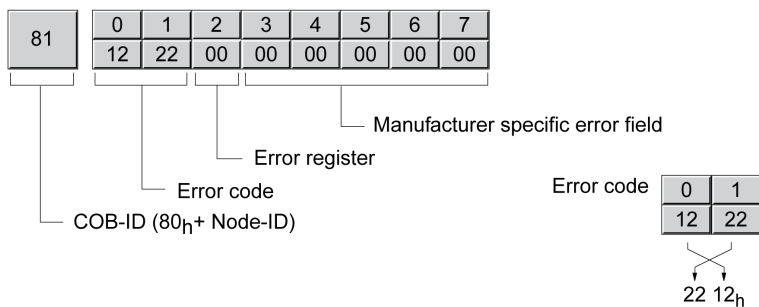 81
0 1 2 3 4 5 6 7
12 22 00 00 00 00 00 00
Manufacturer specific error field
Error register
Error code
COB-ID (80h+ Node-ID)
Error code
0 1
12 22
22 12h